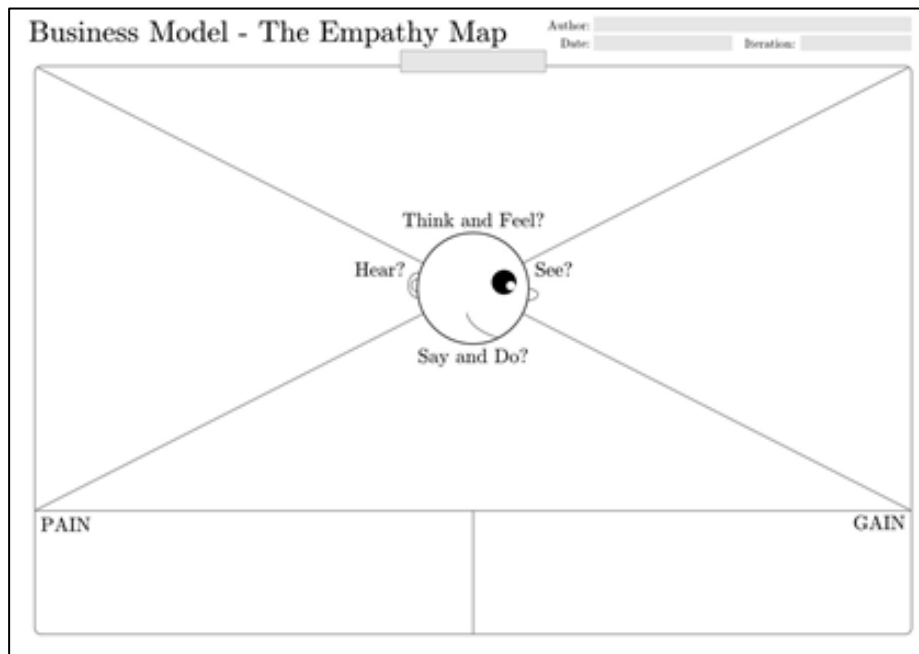 Business Model - The Empathy Map
Author:
Date: Iteration:
Think and Feel?
Hear? See?
Say and Do?
PAIN GAIN